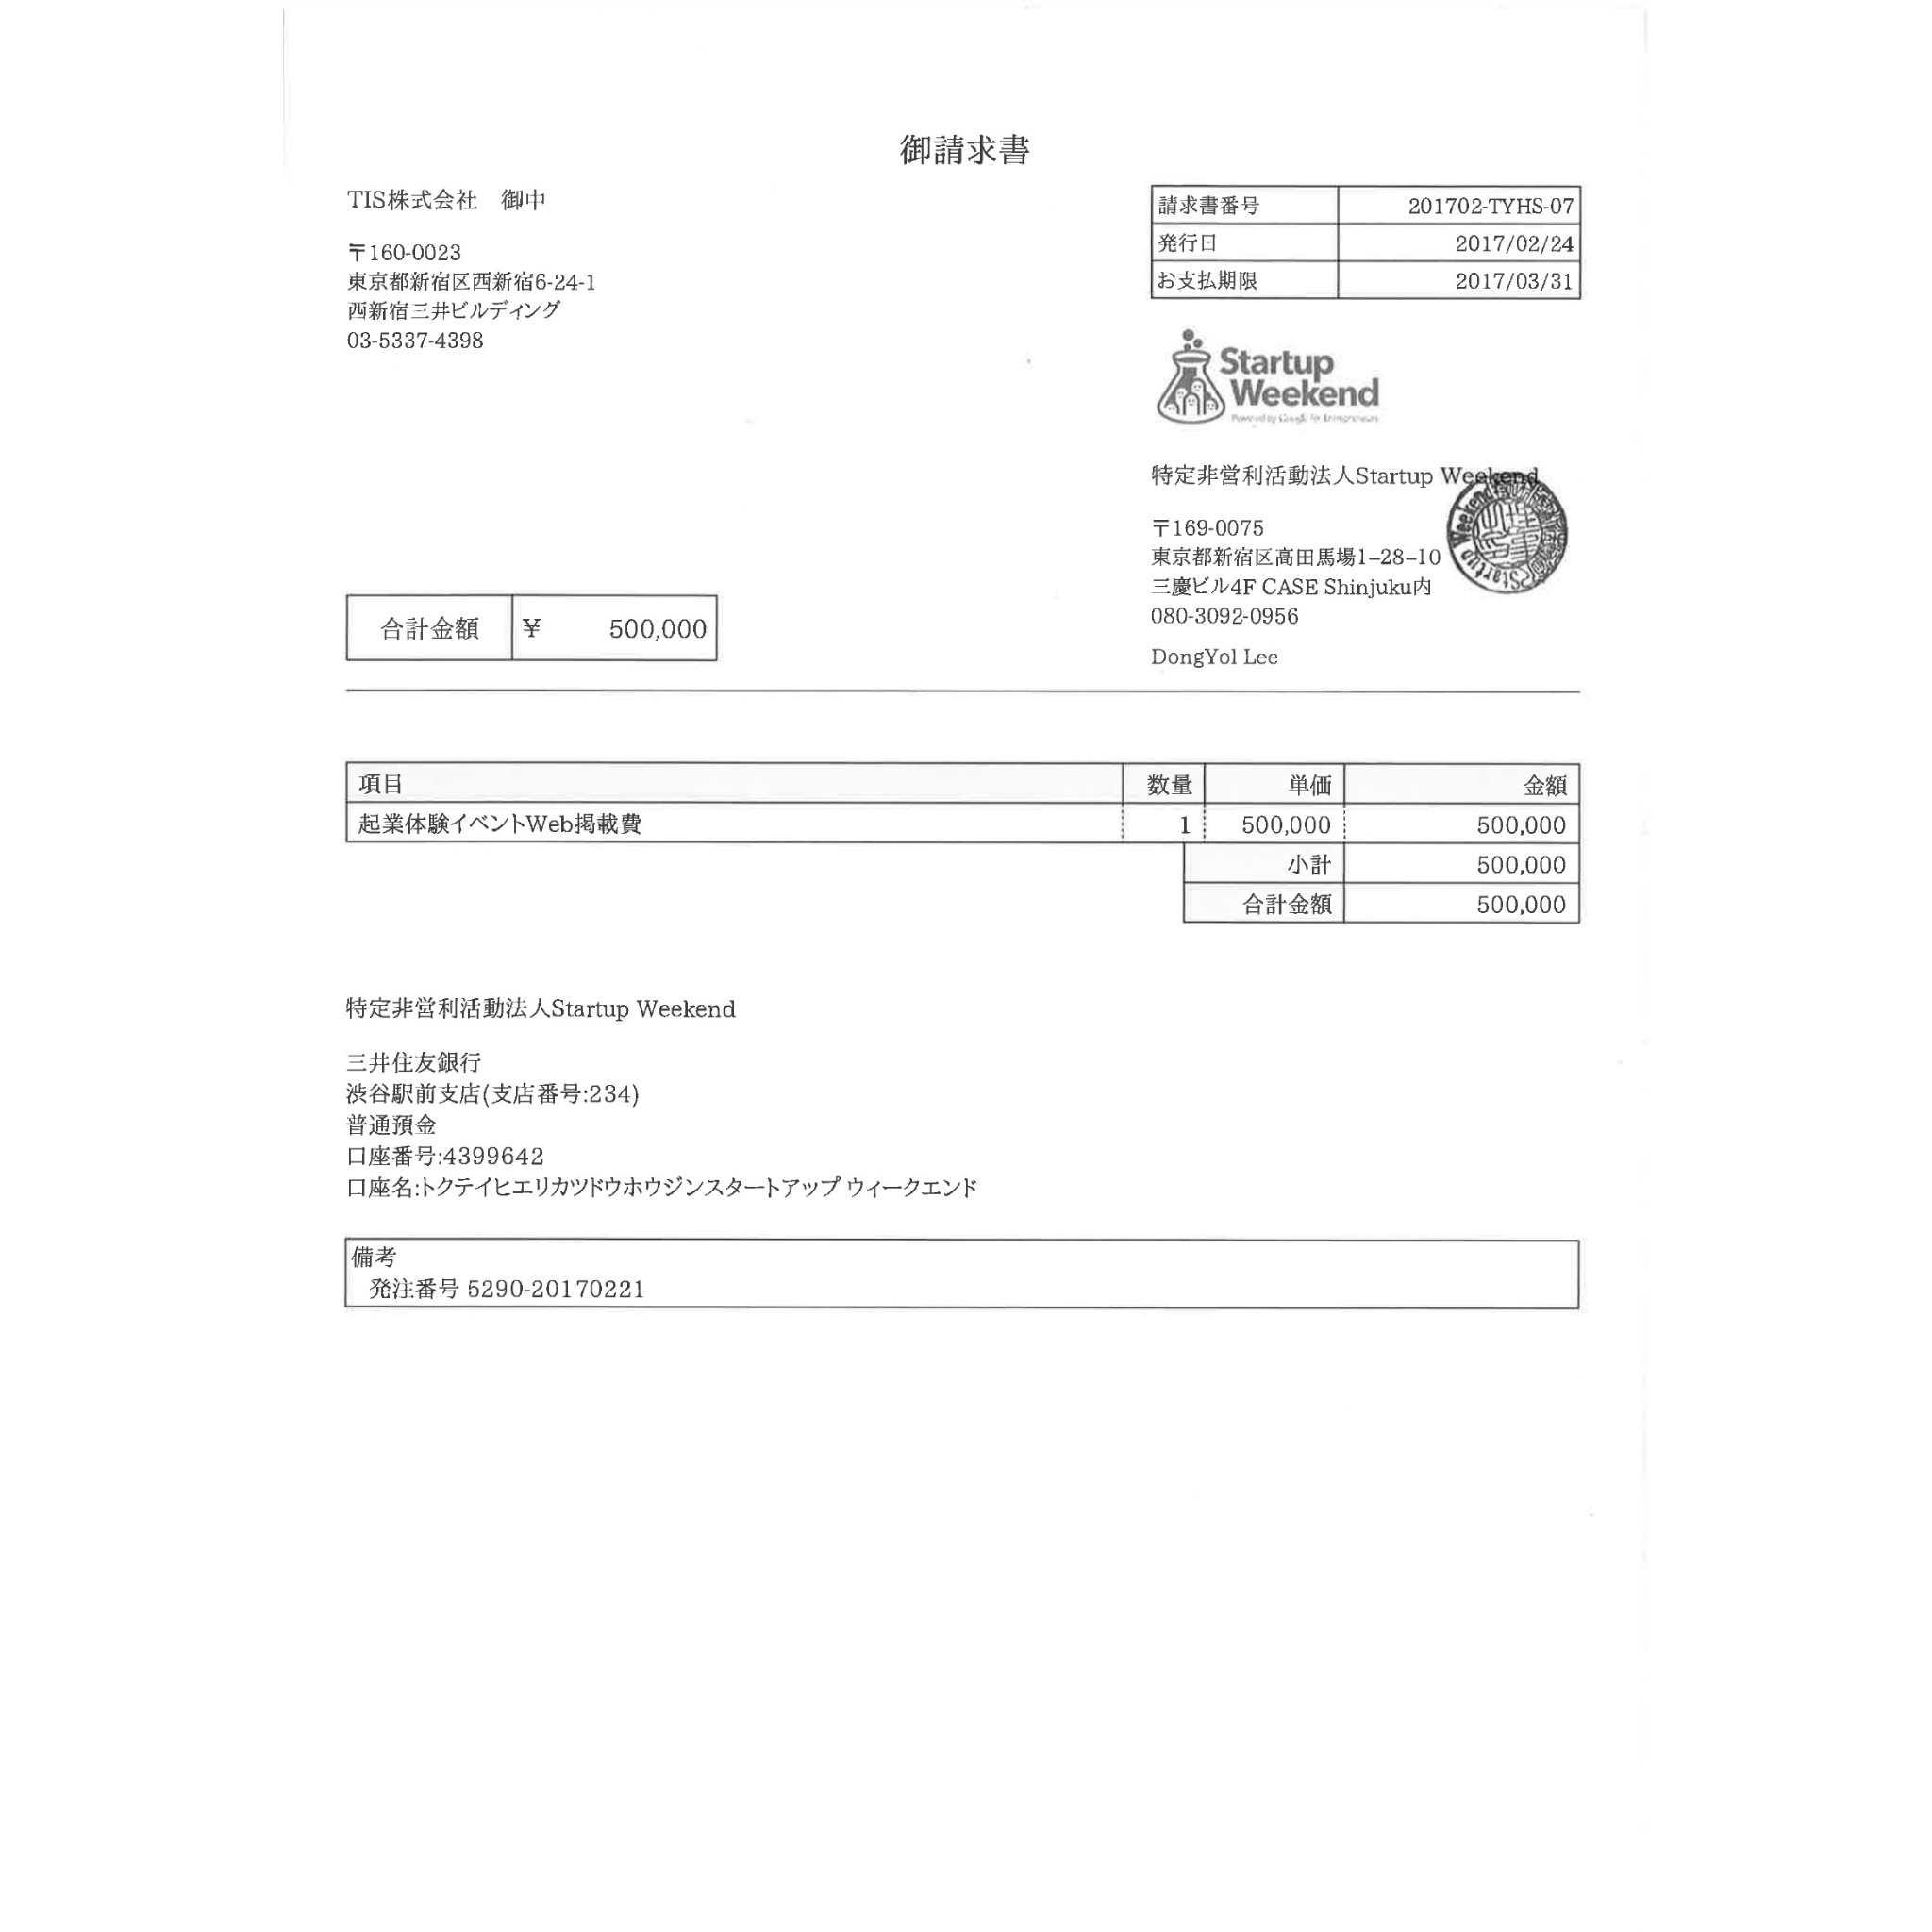 御請求書
TIS株式会社　御中
〒160-0023
東京都新宿区西新宿6-24-1
西新宿三井ビルディング
03-5337-4398
請求書番号 201702-TYHS-07
発行日 2017/02/24
お支払期限 2017/03/31
Startup
Weekend
Powered by Google for Entrepreneurs
特定非営利活動法人Startup Weekend
〒169-0075
東京都新宿区高田馬場1-28-10
三慶ビル4F CASE Shinjuku内
080-3092-0956
DongYol Lee
合計金額 ¥ 500,000
項目 数量 単価 金額
起業体験イベントWeb掲載費 1 500,000 500,000
小計 500,000
合計金額 500,000
特定非営利活動法人Startup Weekend
三井住友銀行
渋谷駅前支店(支店番号:234)
普通預金
口座番号:4399642
口座名:トクテイヒエリカツドウホウジンスタートアップ ウィークエンド
備考
発注番号 5290-20170221